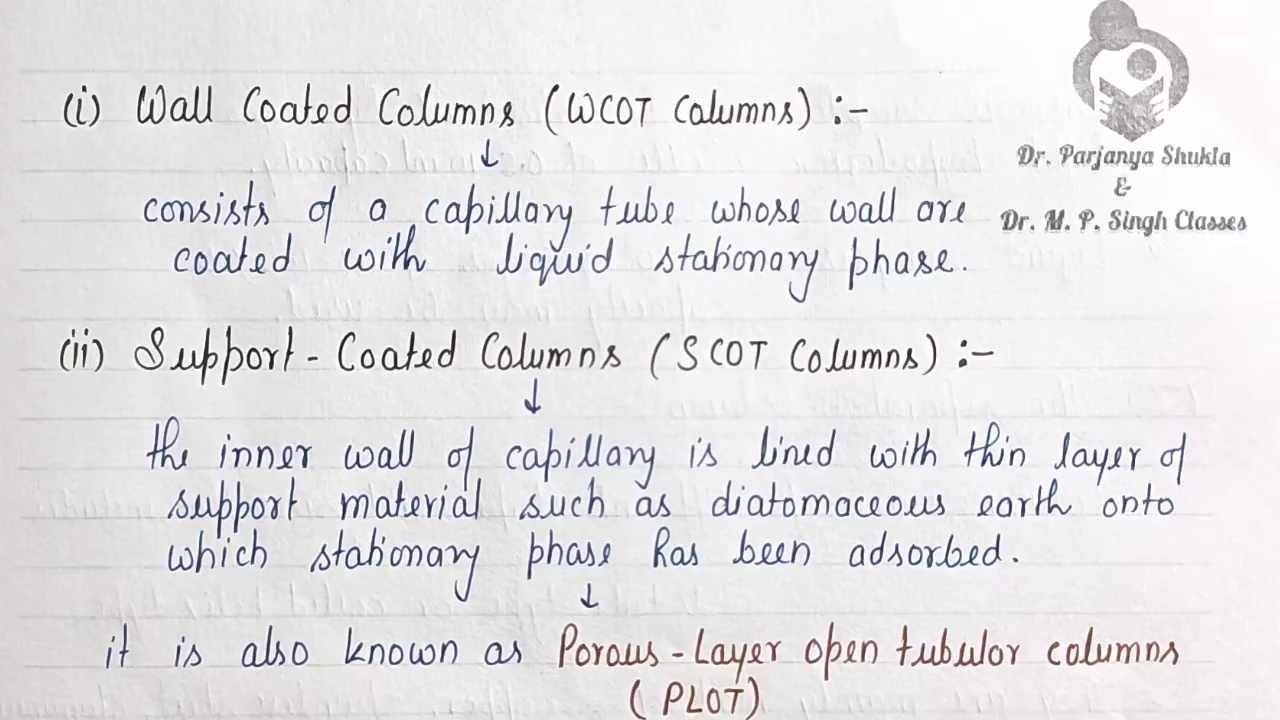 (i) Wall Coated Columns (WCOT Columns) :-
Dr. Parjanya Shukla
&
Dr. M. P. Singh Classes
↓
consists of a capillary tube whose wall are
coated with liquid stationary phase.
(ii) Support-Coated Columns (SCOT Columns) :-
↓
the inner wall of capillary is lined with thin layer of
support material such as diatomaceous earth onto
which stationary phase has been adsorbed.
↓
it is also known as Porous-Layer open tubular columns
(PLOT)